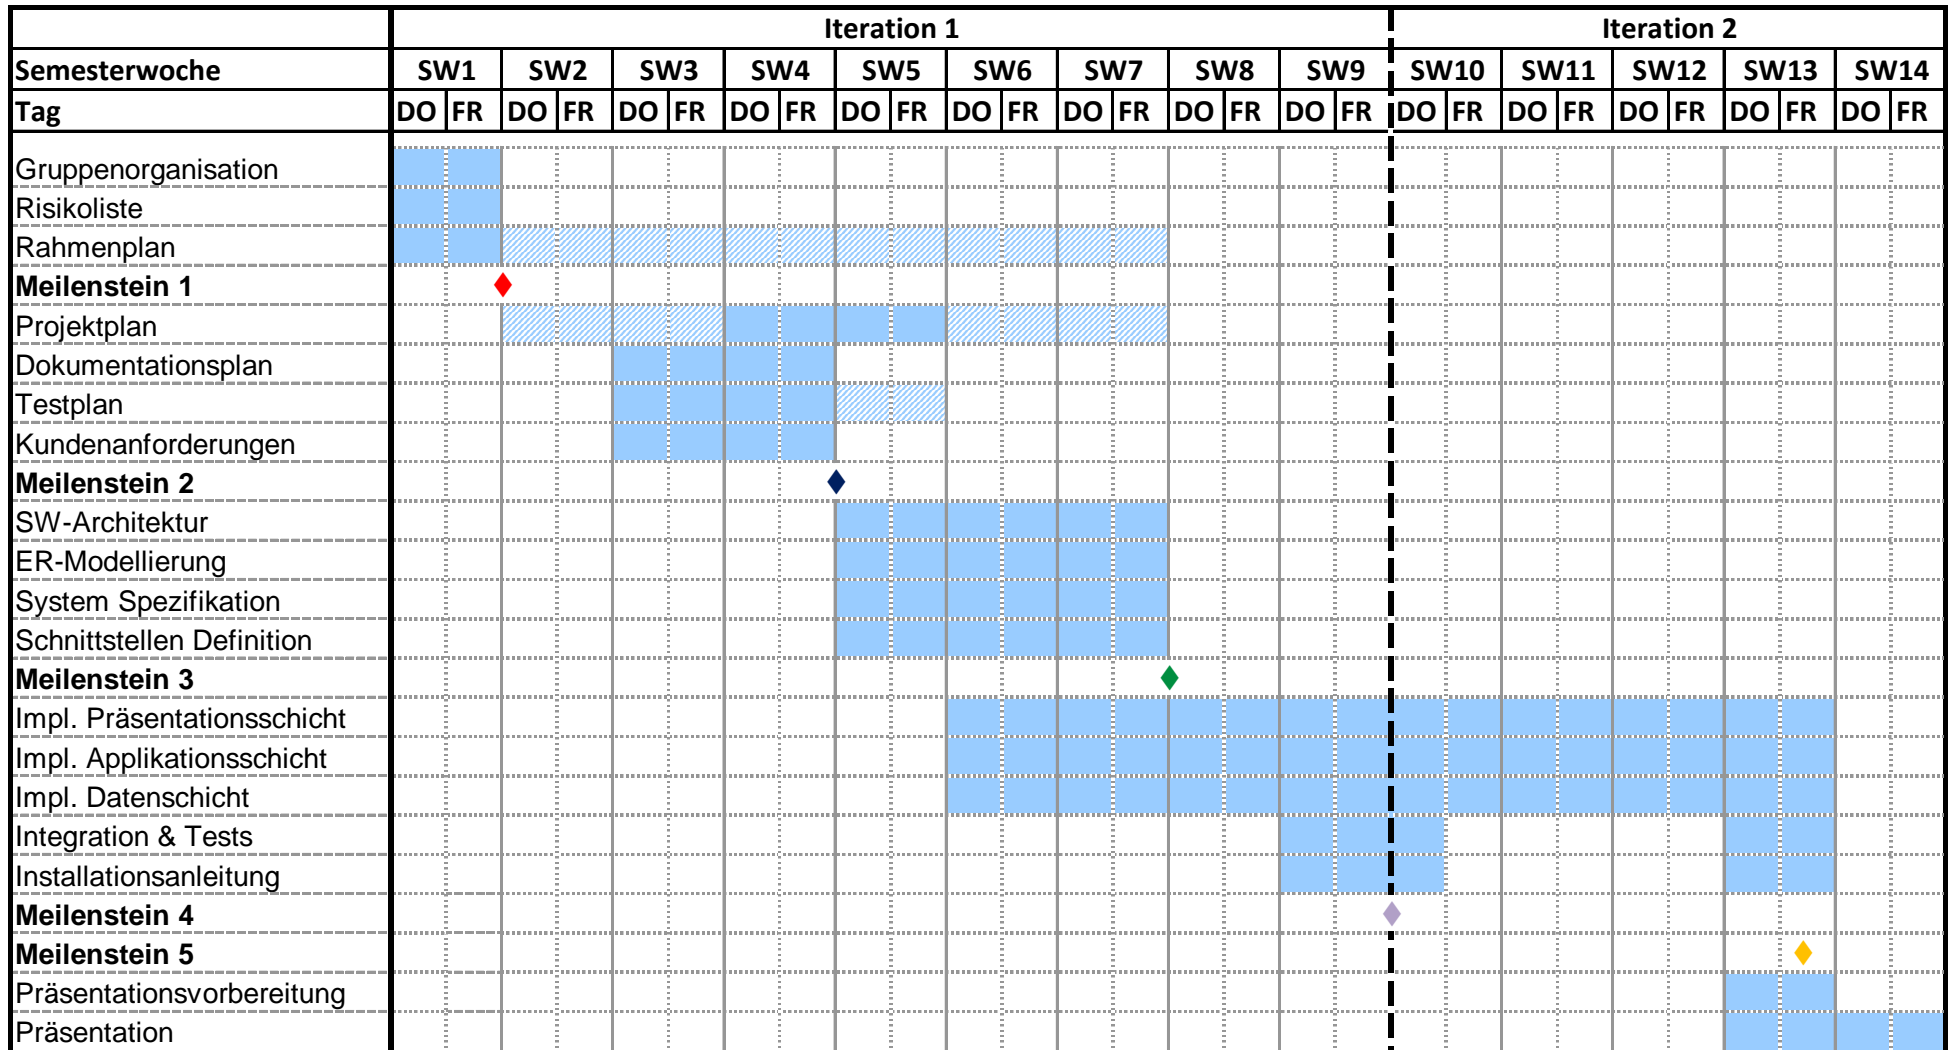 Iteration 1 Iteration 2
Semesterwoche SW1 SW2 SW3 SW4 SW5 SW6 SW7 SW8 SW9 SW10 SW11 SW12 SW13 SW14
Tag DO FR DO FR DO FR DO FR DO FR DO FR DO FR DO FR DO FR DO FR DO FR DO FR DO FR DO FR
Gruppenorganisation
Risikoliste
Rahmenplan
Meilenstein 1
Projektplan
Dokumentationsplan
Testplan
Kundenanforderungen
Meilenstein 2
SW-Architektur
ER-Modellierung
System Spezifikation
Schnittstellen Definition
Meilenstein 3
Impl. Präsentationsschicht
Impl. Applikationsschicht
Impl. Datenschicht
Integration & Tests
Installationsanleitung
Meilenstein 4
Meilenstein 5
Präsentationsvorbereitung
Präsentation